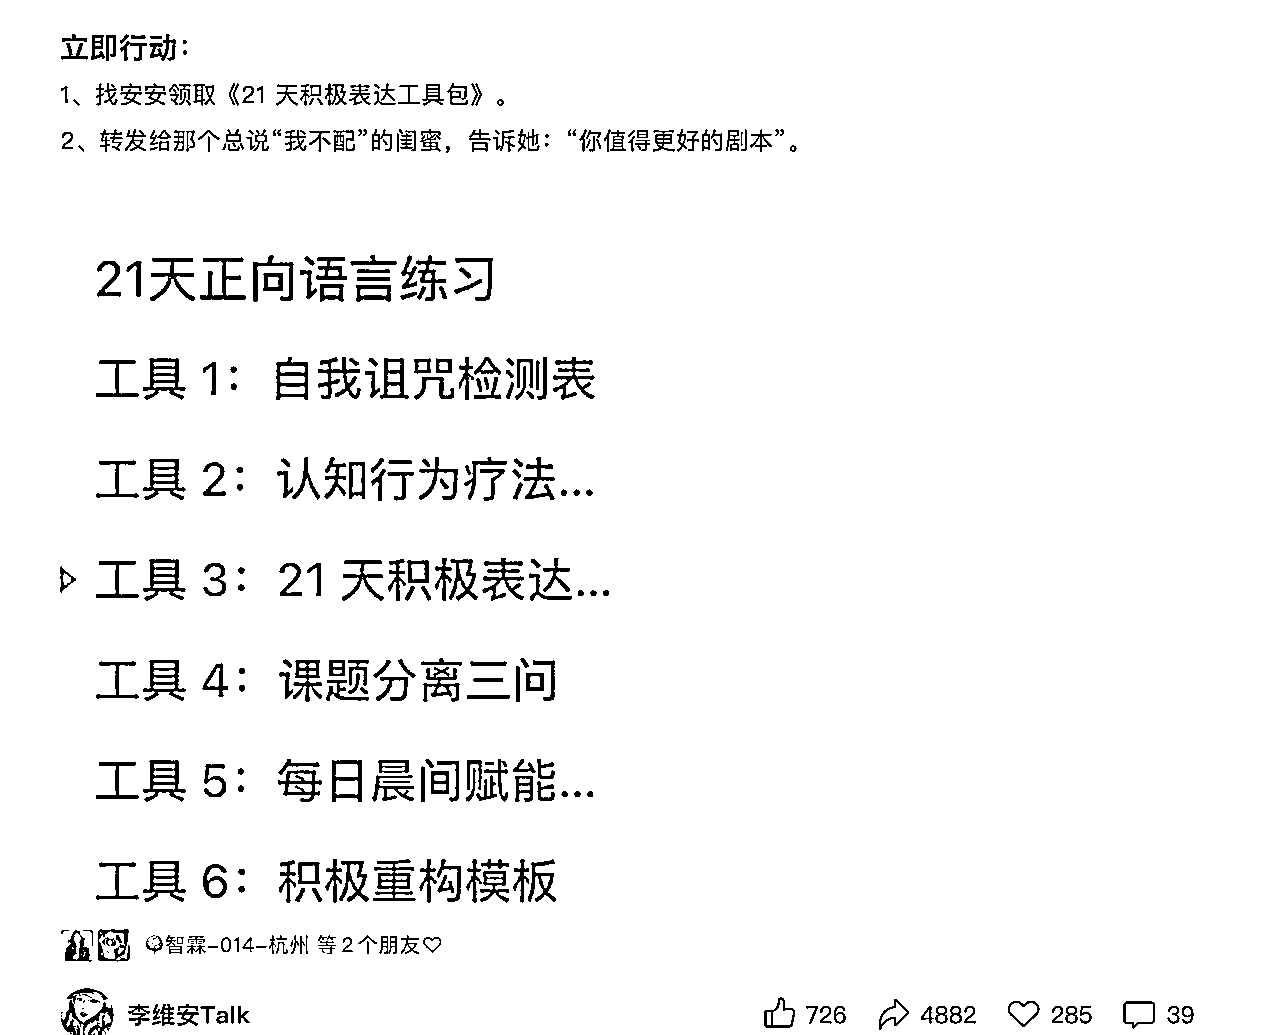 立即行动：
1、找安安领取《21 天积极表达工具包》。
2、转发给那个总说“我不配”的闺蜜，告诉她：“你值得更好的剧本”。
21天正向语言练习
工具 1：自我诅咒检测表
工具 2：认知行为疗法...
工具 3：21 天积极表达...
工具 4：课题分离三问
工具 5：每日晨间赋能...
工具 6：积极重构模板
智霖-014-杭州 等2个朋友♡
李维安Talk 726 4882 285 39